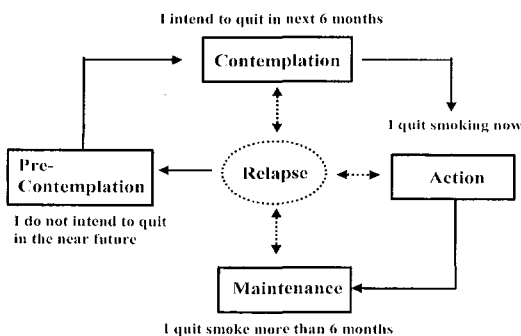 I intend to quit in next 6 months
Contemplation
I quit smoking now
Pre-
Contemplation
Relapse
Action
I do not intend to quit
in the near future
Maintenance
I quit smoke more than 6 months